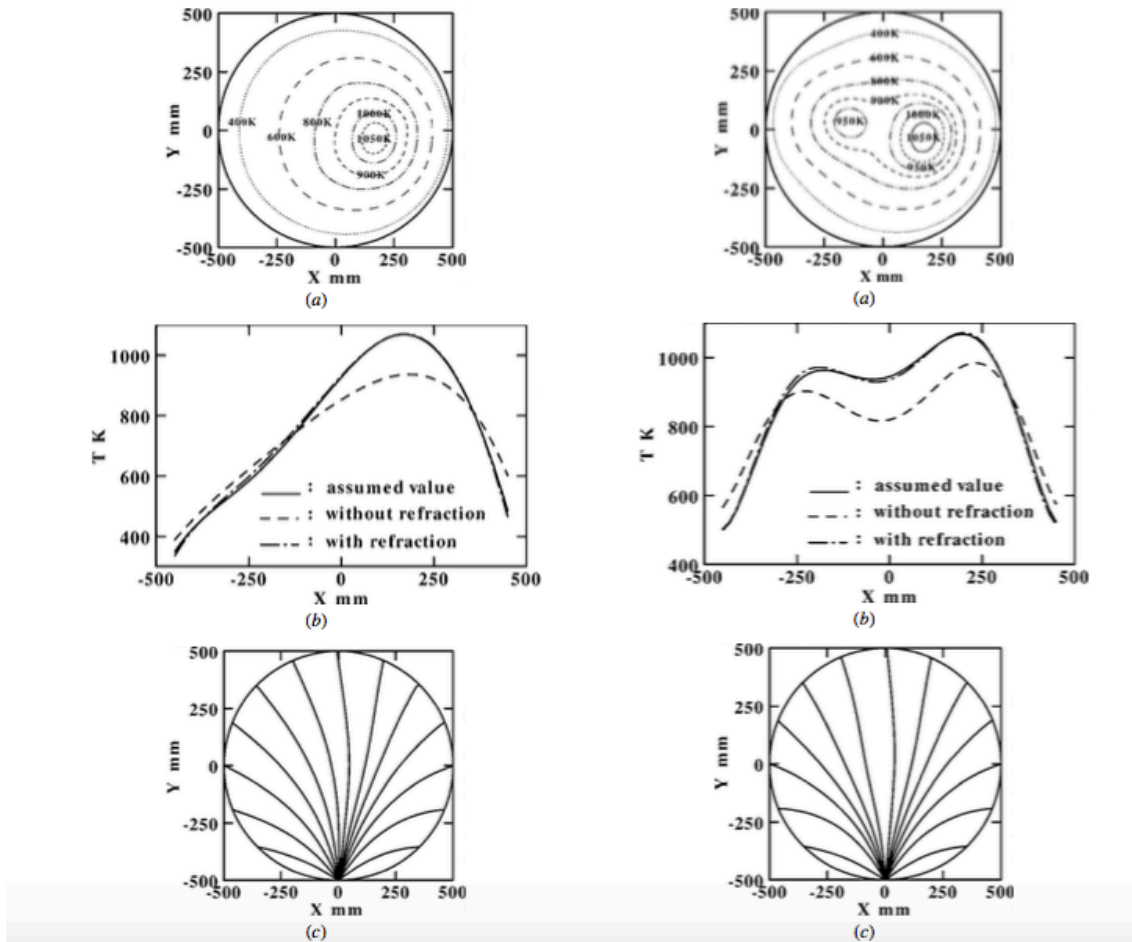 500
250
0
-250
-500
-500
-250
0
250
500
Y mm
X mm
400K
600K
800K
1000K
1050K
900K
(a)
1000
800
600
400
-500
-250
0
250
500
T K
X mm
: assumed value
: without refraction
: with refraction
(b)
500
250
0
-250
-500
-500
-250
0
250
500
Y mm
X mm
(c)
500
250
0
-250
-500
-500
-250
0
250
500
Y mm
X mm
400K
600K
800K
900K
950K
1000K
1050K
950K
(a)
1000
800
600
400
-500
-250
0
250
500
T K
X mm
: assumed value
: without refraction
: with refraction
(b)
500
250
0
-250
-500
-500
-250
0
250
500
Y mm
X mm
(c)